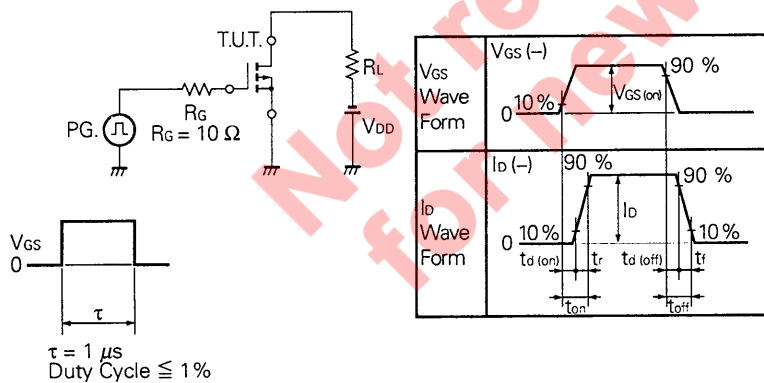 T.U.T.
RL
RG
RG = 10 Ω
PG.
VDD
VGS
0
τ
τ = 1 μs
Duty Cycle ≦ 1%
VGS
Wave
Form
VGS (−)
10%
0
VGS(on)
90 %
ID
Wave
Form
ID (−)
90 %
90 %
ID
0
10%
10%
td (on)
tr
td (off)
tf
ton
toff
Not re
for new